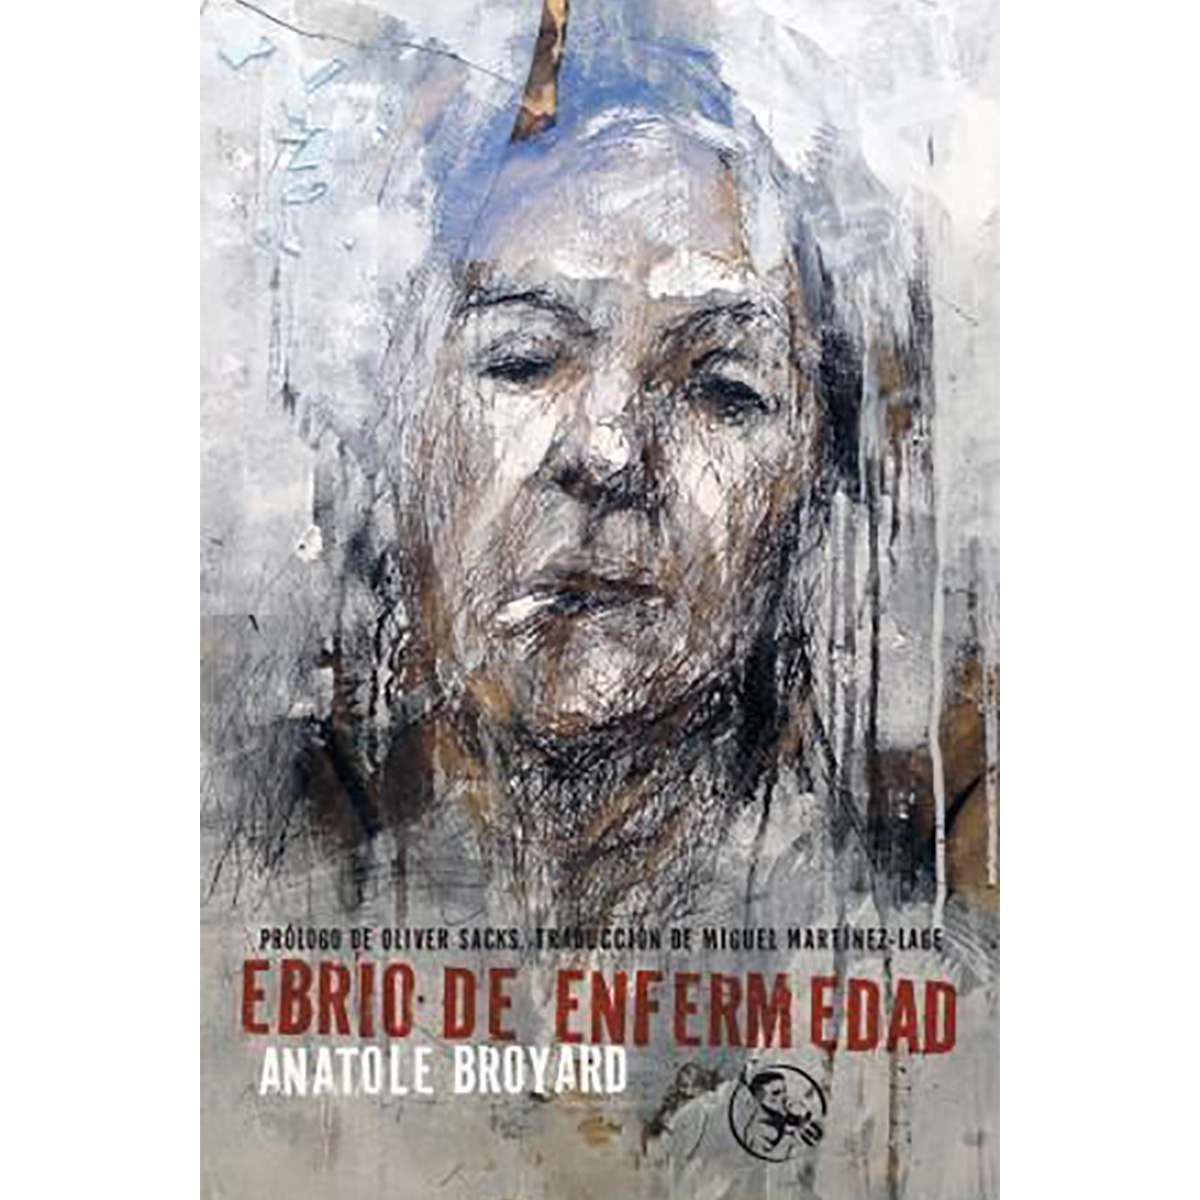 PRÓLOGO DE OLIVER SACKS, TRADUCCIÓN DE MIGUEL MARTÍNEZ-LAGE
EBRIO DE ENFERMEDAD
ANATOLE BROYARD